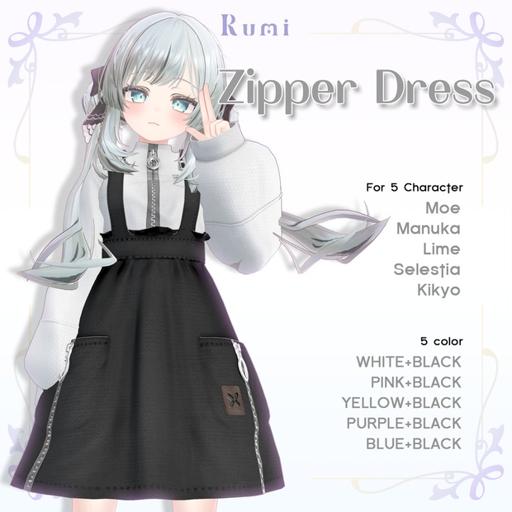 Rumi
Zipper Dress
For 5 Character
Moe
Manuka
Lime
Selestia
Kikyo
5 color
WHITE+BLACK
PINK+BLACK
YELLOW+BLACK
PURPLE+BLACK
BLUE+BLACK